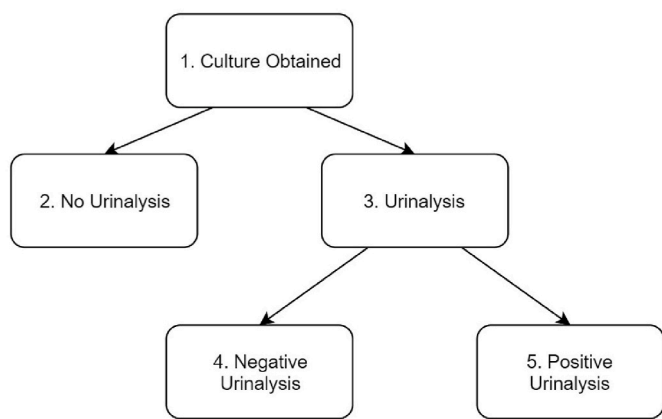 1. Culture Obtained
2. No Urinalysis
3. Urinalysis
4. Negative
Urinalysis
5. Positive
Urinalysis